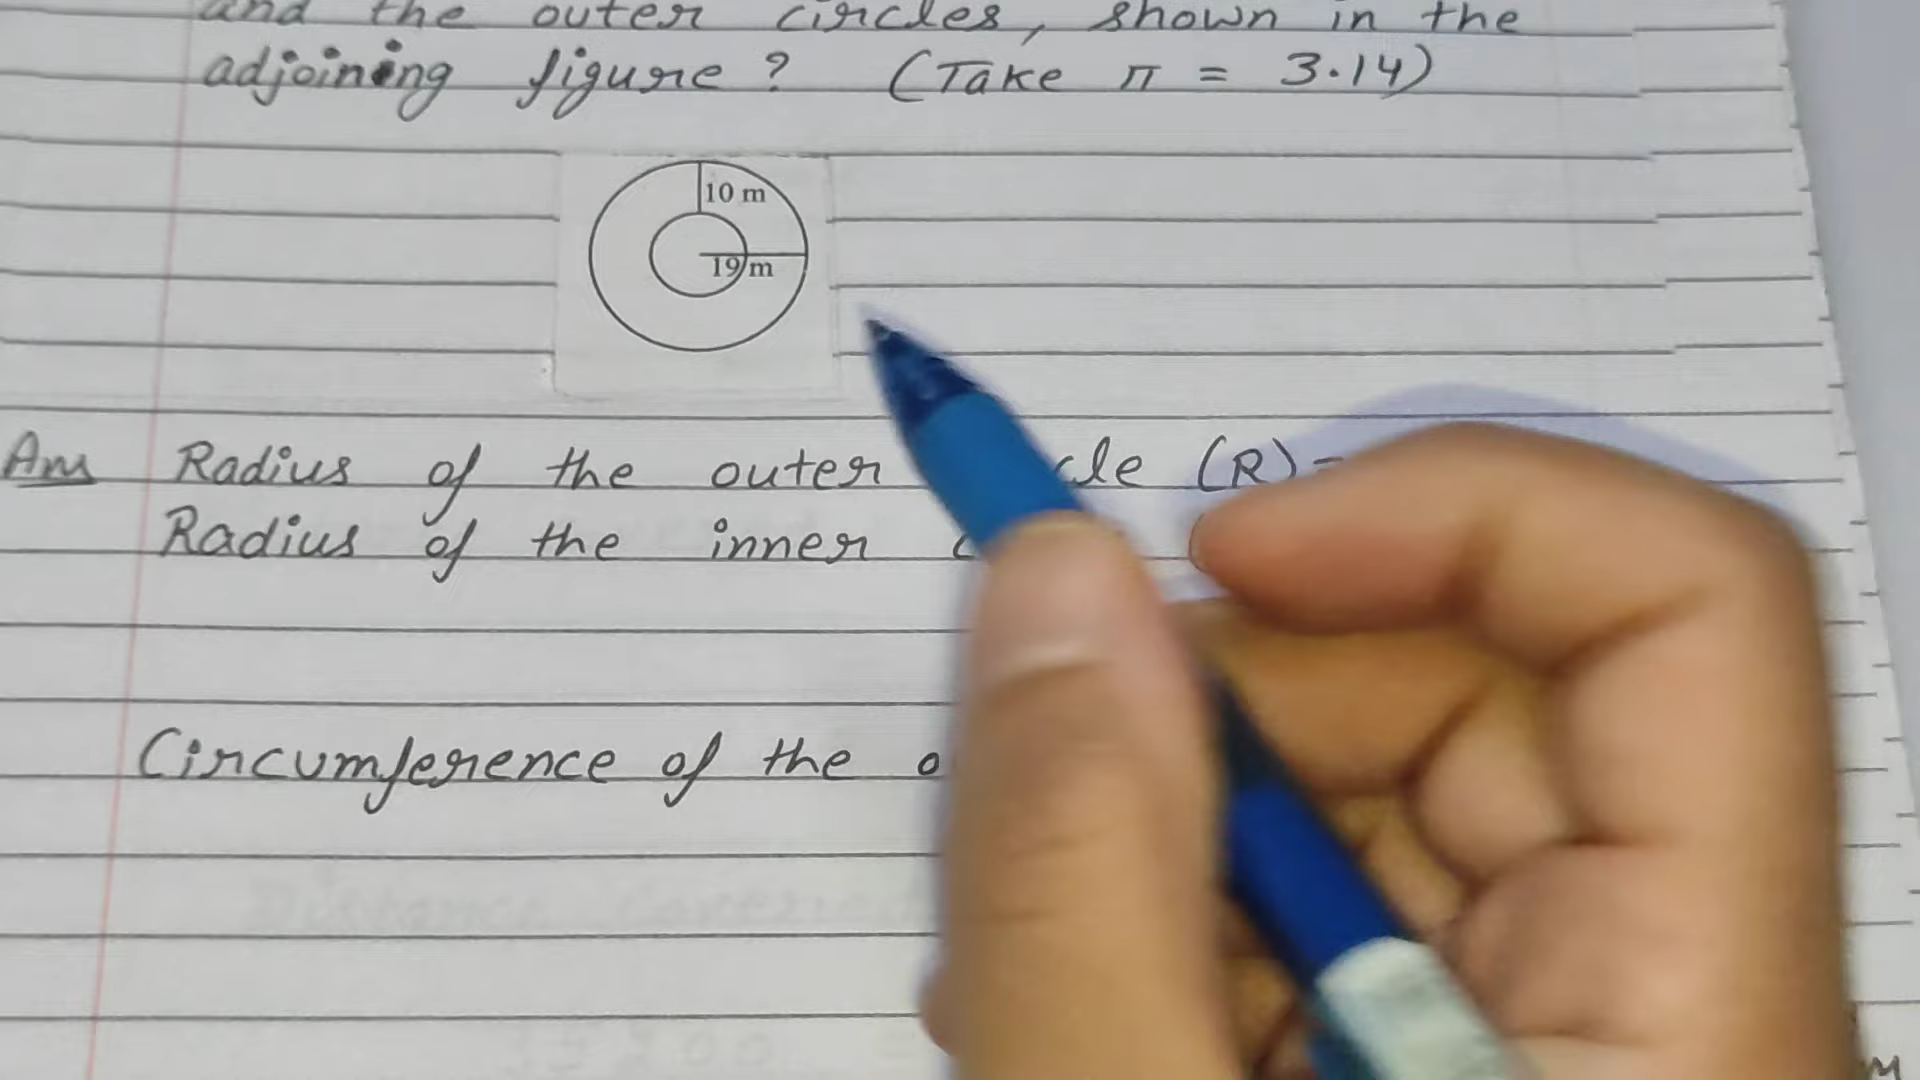 and the outer circles, shown in the
adjoining figure? (Take π = 3.14)
10 m
19 m
Ans Radius of the outer cle (R)=
Radius of the inner
Circumference of the